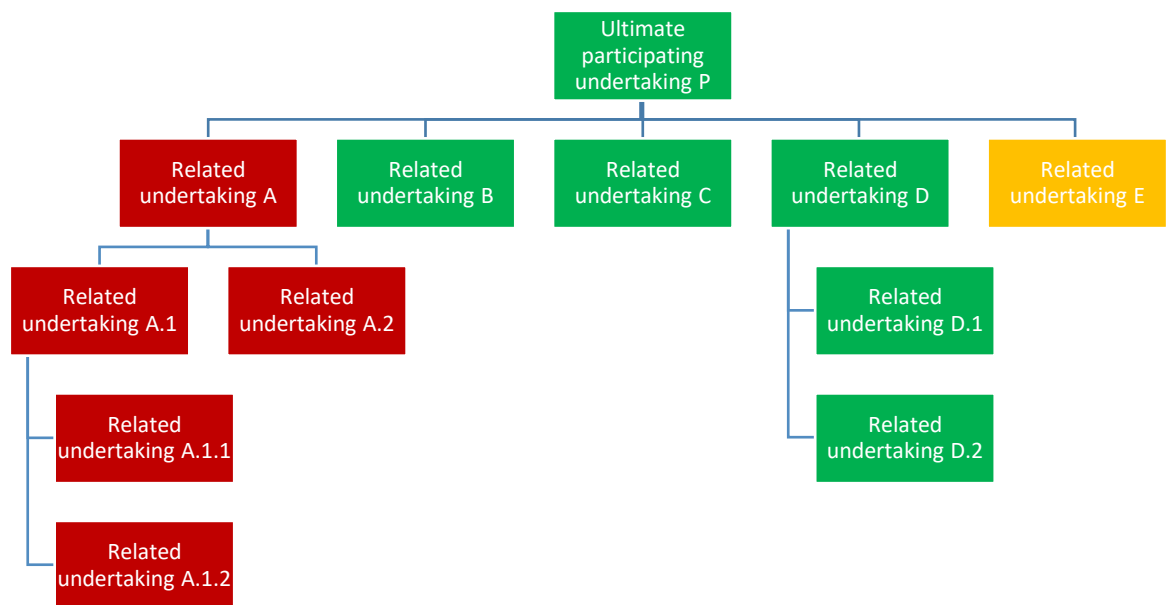 Ultimate
participating
undertaking P
Related
undertaking A
Related
undertaking B
Related
undertaking C
Related
undertaking D
Related
undertaking E
Related
undertaking A.1
Related
undertaking A.2
Related
undertaking D.1
Related
undertaking A.1.1
Related
undertaking D.2
Related
undertaking A.1.2